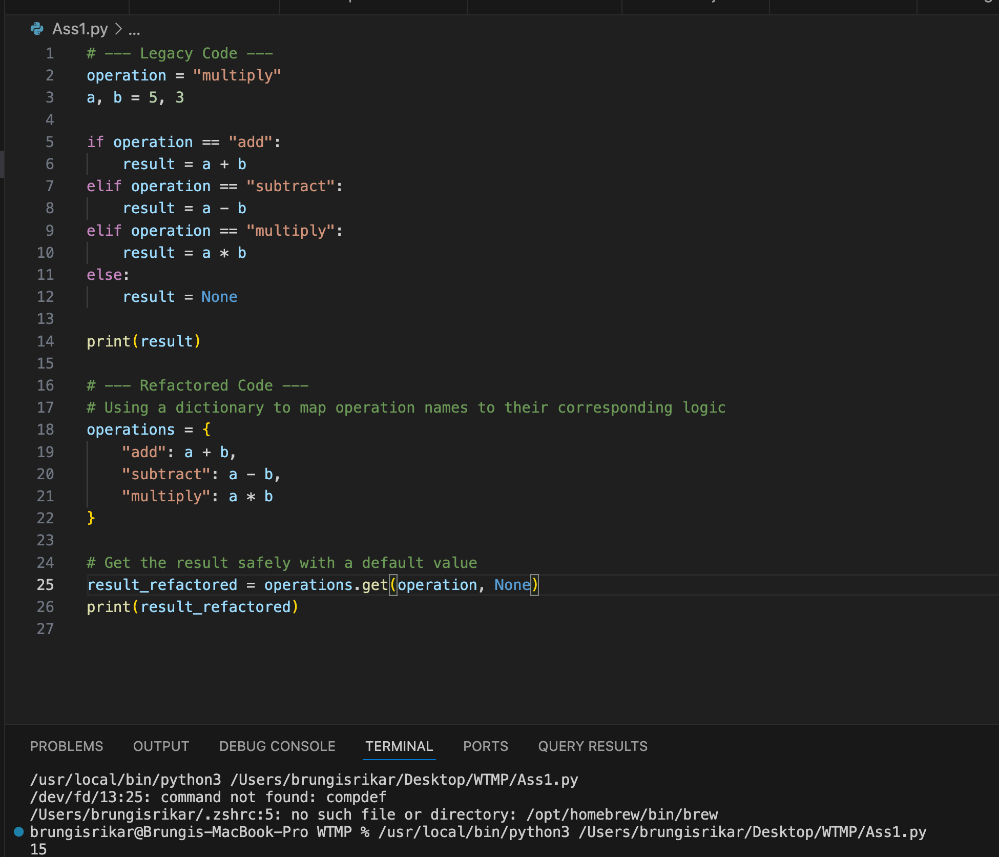 Ass1.py > ...
1 # --- Legacy Code ---
2 operation = "multiply"
3 a, b = 5, 3
4
5 if operation == "add":
6     result = a + b
7 elif operation == "subtract":
8     result = a - b
9 elif operation == "multiply":
10     result = a * b
11 else:
12     result = None
13
14 print(result)
15
16 # --- Refactored Code ---
17 # Using a dictionary to map operation names to their corresponding logic
18 operations = {
19     "add": a + b,
20     "subtract": a - b,
21     "multiply": a * b
22 }
23
24 # Get the result safely with a default value
25 result_refactored = operations.get(operation, None)
26 print(result_refactored)
27
PROBLEMS OUTPUT DEBUG CONSOLE TERMINAL PORTS QUERY RESULTS
/usr/local/bin/python3 /Users/brungisrikar/Desktop/WTMP/Ass1.py
/dev/fd/13:25: command not found: compdef
/Users/brungisrikar/.zshrc:5: no such file or directory: /opt/homebrew/bin/brew
brungisrikar@Brungis-MacBook-Pro WTMP % /usr/local/bin/python3 /Users/brungisrikar/Desktop/WTMP/Ass1.py
15